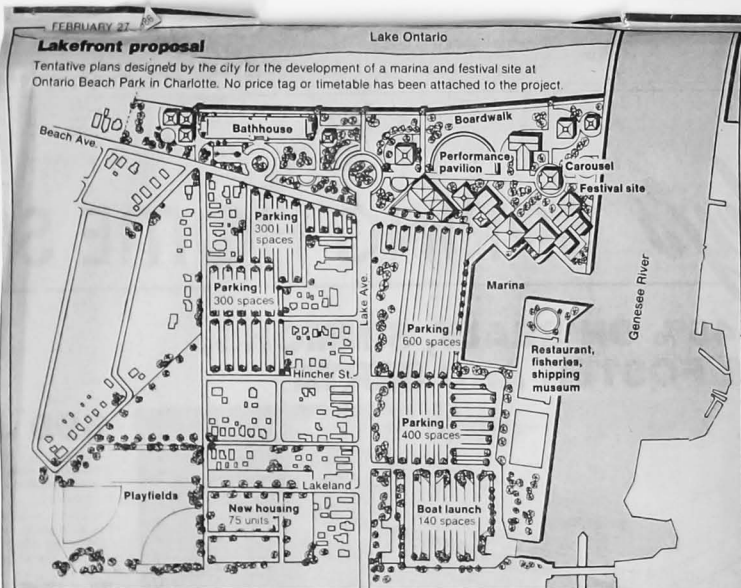 FEBRUARY 27
Lakefront proposal
Tentative plans designed by the city for the development of a marina and festival site at
Ontario Beach Park in Charlotte. No price tag or timetable has been attached to the project.
Lake Ontario
Beach Ave.
Bathhouse
Boardwalk
Performance
pavilion
Carousel
Festival site
Parking
300
spaces
Parking
300 spaces
Lake Ave.
Marina
Genesee River
Parking
600 spaces
Restaurant,
fisheries,
shipping
museum
Hincher St.
Parking
400 spaces
Lakeland
Playfields
New housing
75 units
Boat launch
140 spaces